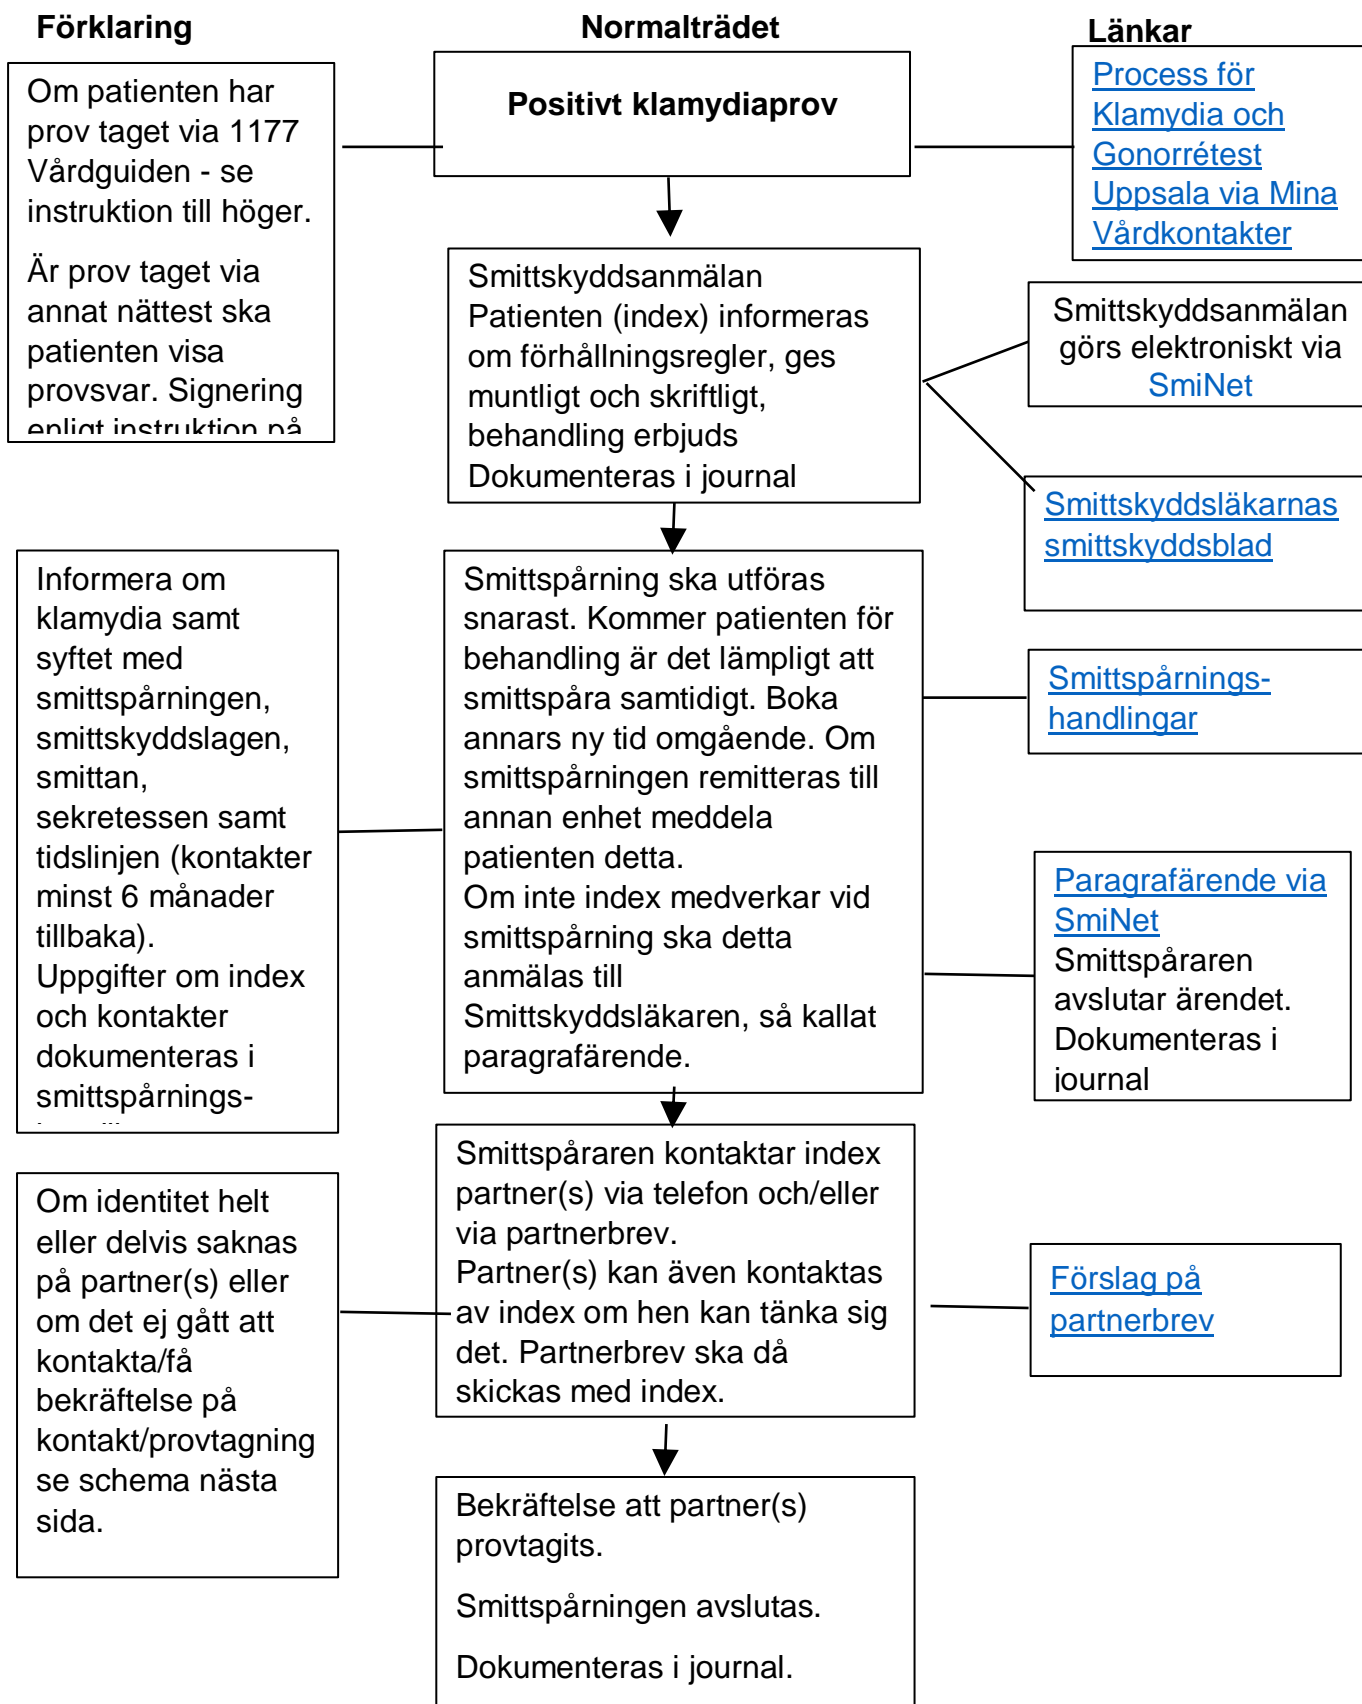 Förklaring
Normalträdet
Länkar
Om patienten har
prov taget via 1177
Vårdguiden - se
instruktion till höger.
Är prov taget via
annat nättest ska
patienten visa
provsvar. Signering
enligt instruktion på
Positivt klamydiaprov
Process för
Klamydia och
Gonorrétest
Uppsala via Mina
Vårdkontakter
Smittskyddsanmälan
Patienten (index) informeras
om förhållningsregler, ges
muntligt och skriftligt,
behandling erbjuds
Dokumenteras i journal
Smittskyddsanmälan
görs elektroniskt via
SmiNet
Smittskyddsläkarnas
smittskyddsblad
Informera om
klamydia samt
syftet med
smittspårningen,
smittskyddslagen,
smittan,
sekretessen samt
tidslinjen (kontakter
minst 6 månader
tillbaka).
Uppgifter om index
och kontakter
dokumenteras i
smittspårnings-
Smittspårning ska utföras
snarast. Kommer patienten för
behandling är det lämpligt att
smittspåra samtidigt. Boka
annars ny tid omgående. Om
smittspårningen remitteras till
annan enhet meddela
patienten detta.
Om inte index medverkar vid
smittspårning ska detta
anmälas till
Smittskyddsläkaren, så kallat
paragrafärende.
Smittspårnings-
handlingar
Paragrafärende via
SmiNet
Smittspåraren
avslutar ärendet.
Dokumenteras i
journal
Om identitet helt
eller delvis saknas
på partner(s) eller
om det ej gått att
kontakta/få
bekräftelse på
kontakt/provtagning
se schema nästa
sida.
Smittspåraren kontaktar index
partner(s) via telefon och/eller
via partnerbrev.
Partner(s) kan även kontaktas
av index om hen kan tänka sig
det. Partnerbrev ska då
skickas med index.
Förslag på
partnerbrev
Bekräftelse att partner(s)
provtagits.
Smittspårningen avslutas.
Dokumenteras i journal.